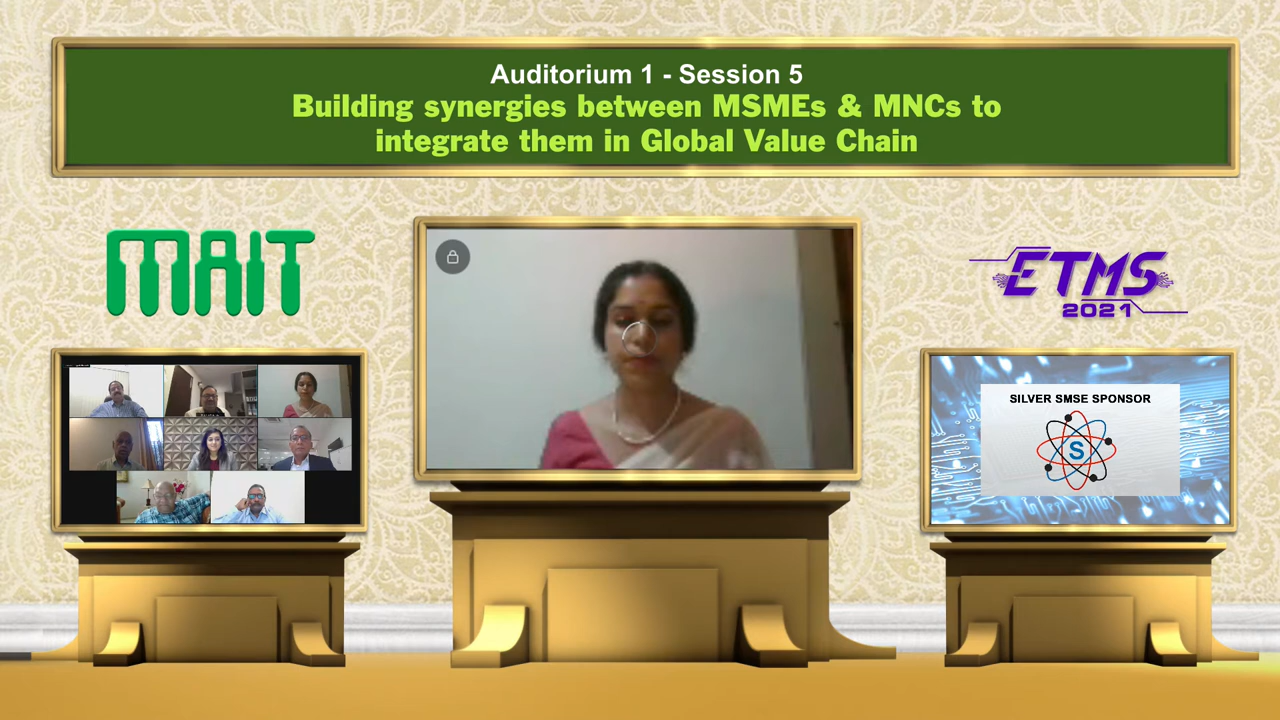 Auditorium 1 - Session 5
Building synergies between MSMEs & MNCs to
integrate them in Global Value Chain
MAIT
ETMS
2021
SILVER SMSE SPONSOR
S